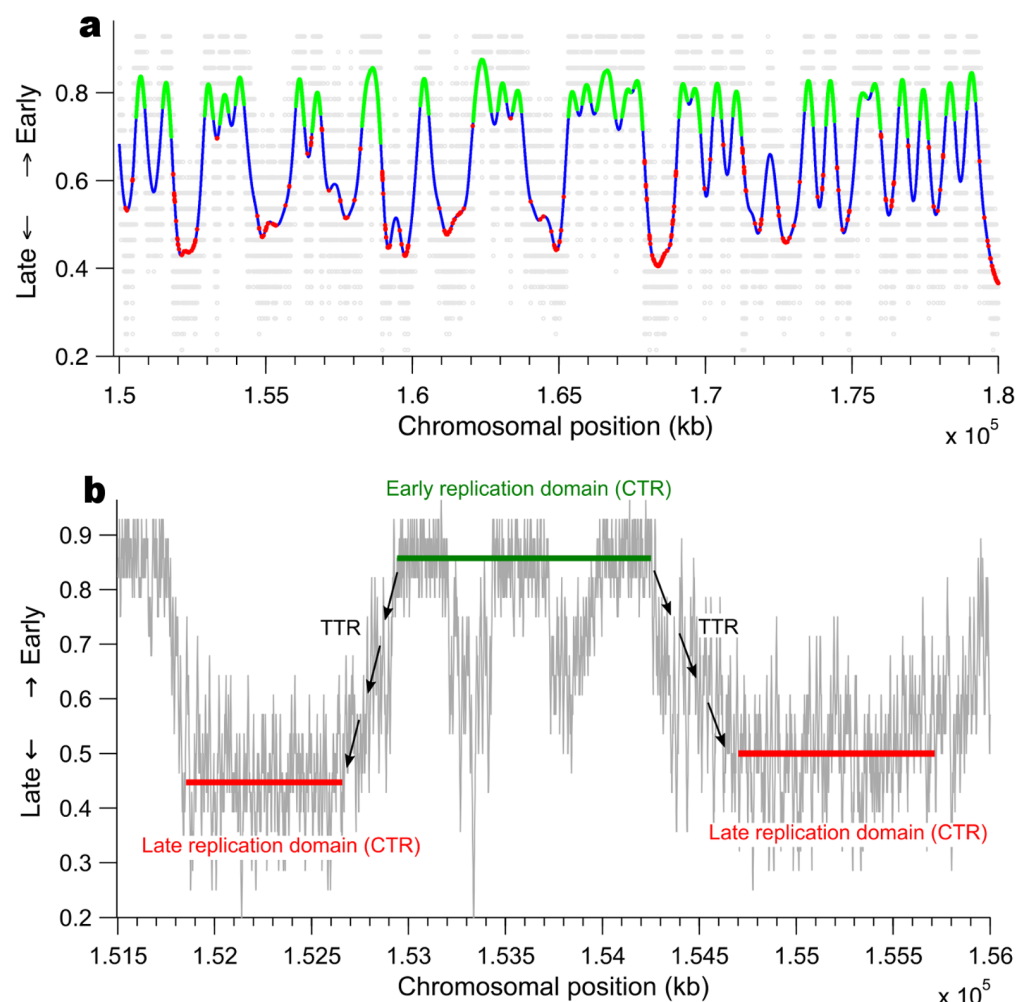 a
0.8
0.6
0.4
0.2
Late ← → Early
1.5 1.55 1.6 1.65 1.7 1.75 1.8
Chromosomal position (kb)
x 10⁵
b
Early replication domain (CTR)
0.9
0.8
0.7
0.6
0.5
0.4
0.3
0.2
Late ← → Early
TTR
TTR
Late replication domain (CTR)
Late replication domain (CTR)
1.515 1.52 1.525 1.53 1.535 1.54 1.545 1.55 1.555 1.56
Chromosomal position (kb)
x 10⁵